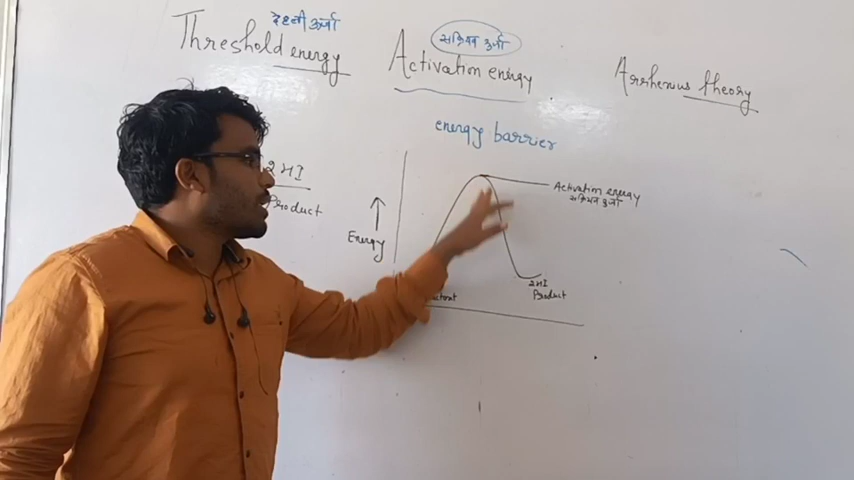 देहली ऊर्जा
Threshold energy
सक्रियण ऊर्जा
Activation energy
Arrhenius theory
energy barrier
2HI
Product
Energy
Activation energy
सक्रियण ऊर्जा
2HI
Product